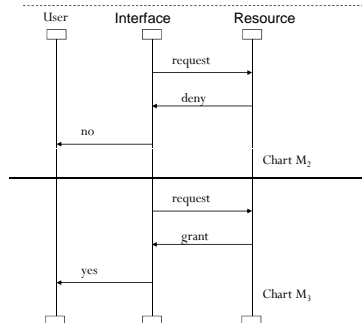 User Interface Resource
request
deny
no
Chart M2
request
grant
yes
Chart M3